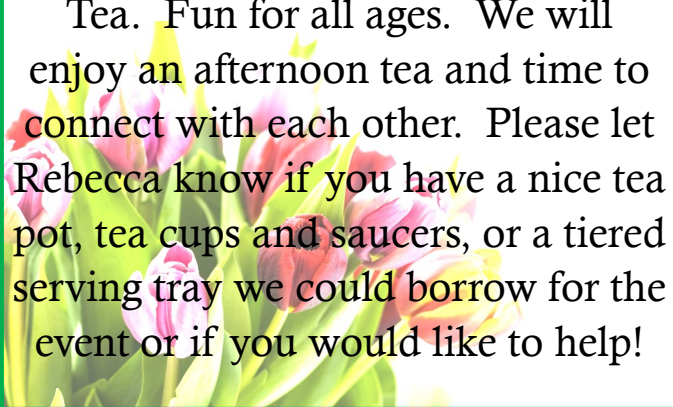 Tea. Fun for all ages. We will
enjoy an afternoon tea and time to
connect with each other. Please let
Rebecca know if you have a nice tea
pot, tea cups and saucers, or a tiered
serving tray we could borrow for the
event or if you would like to help!